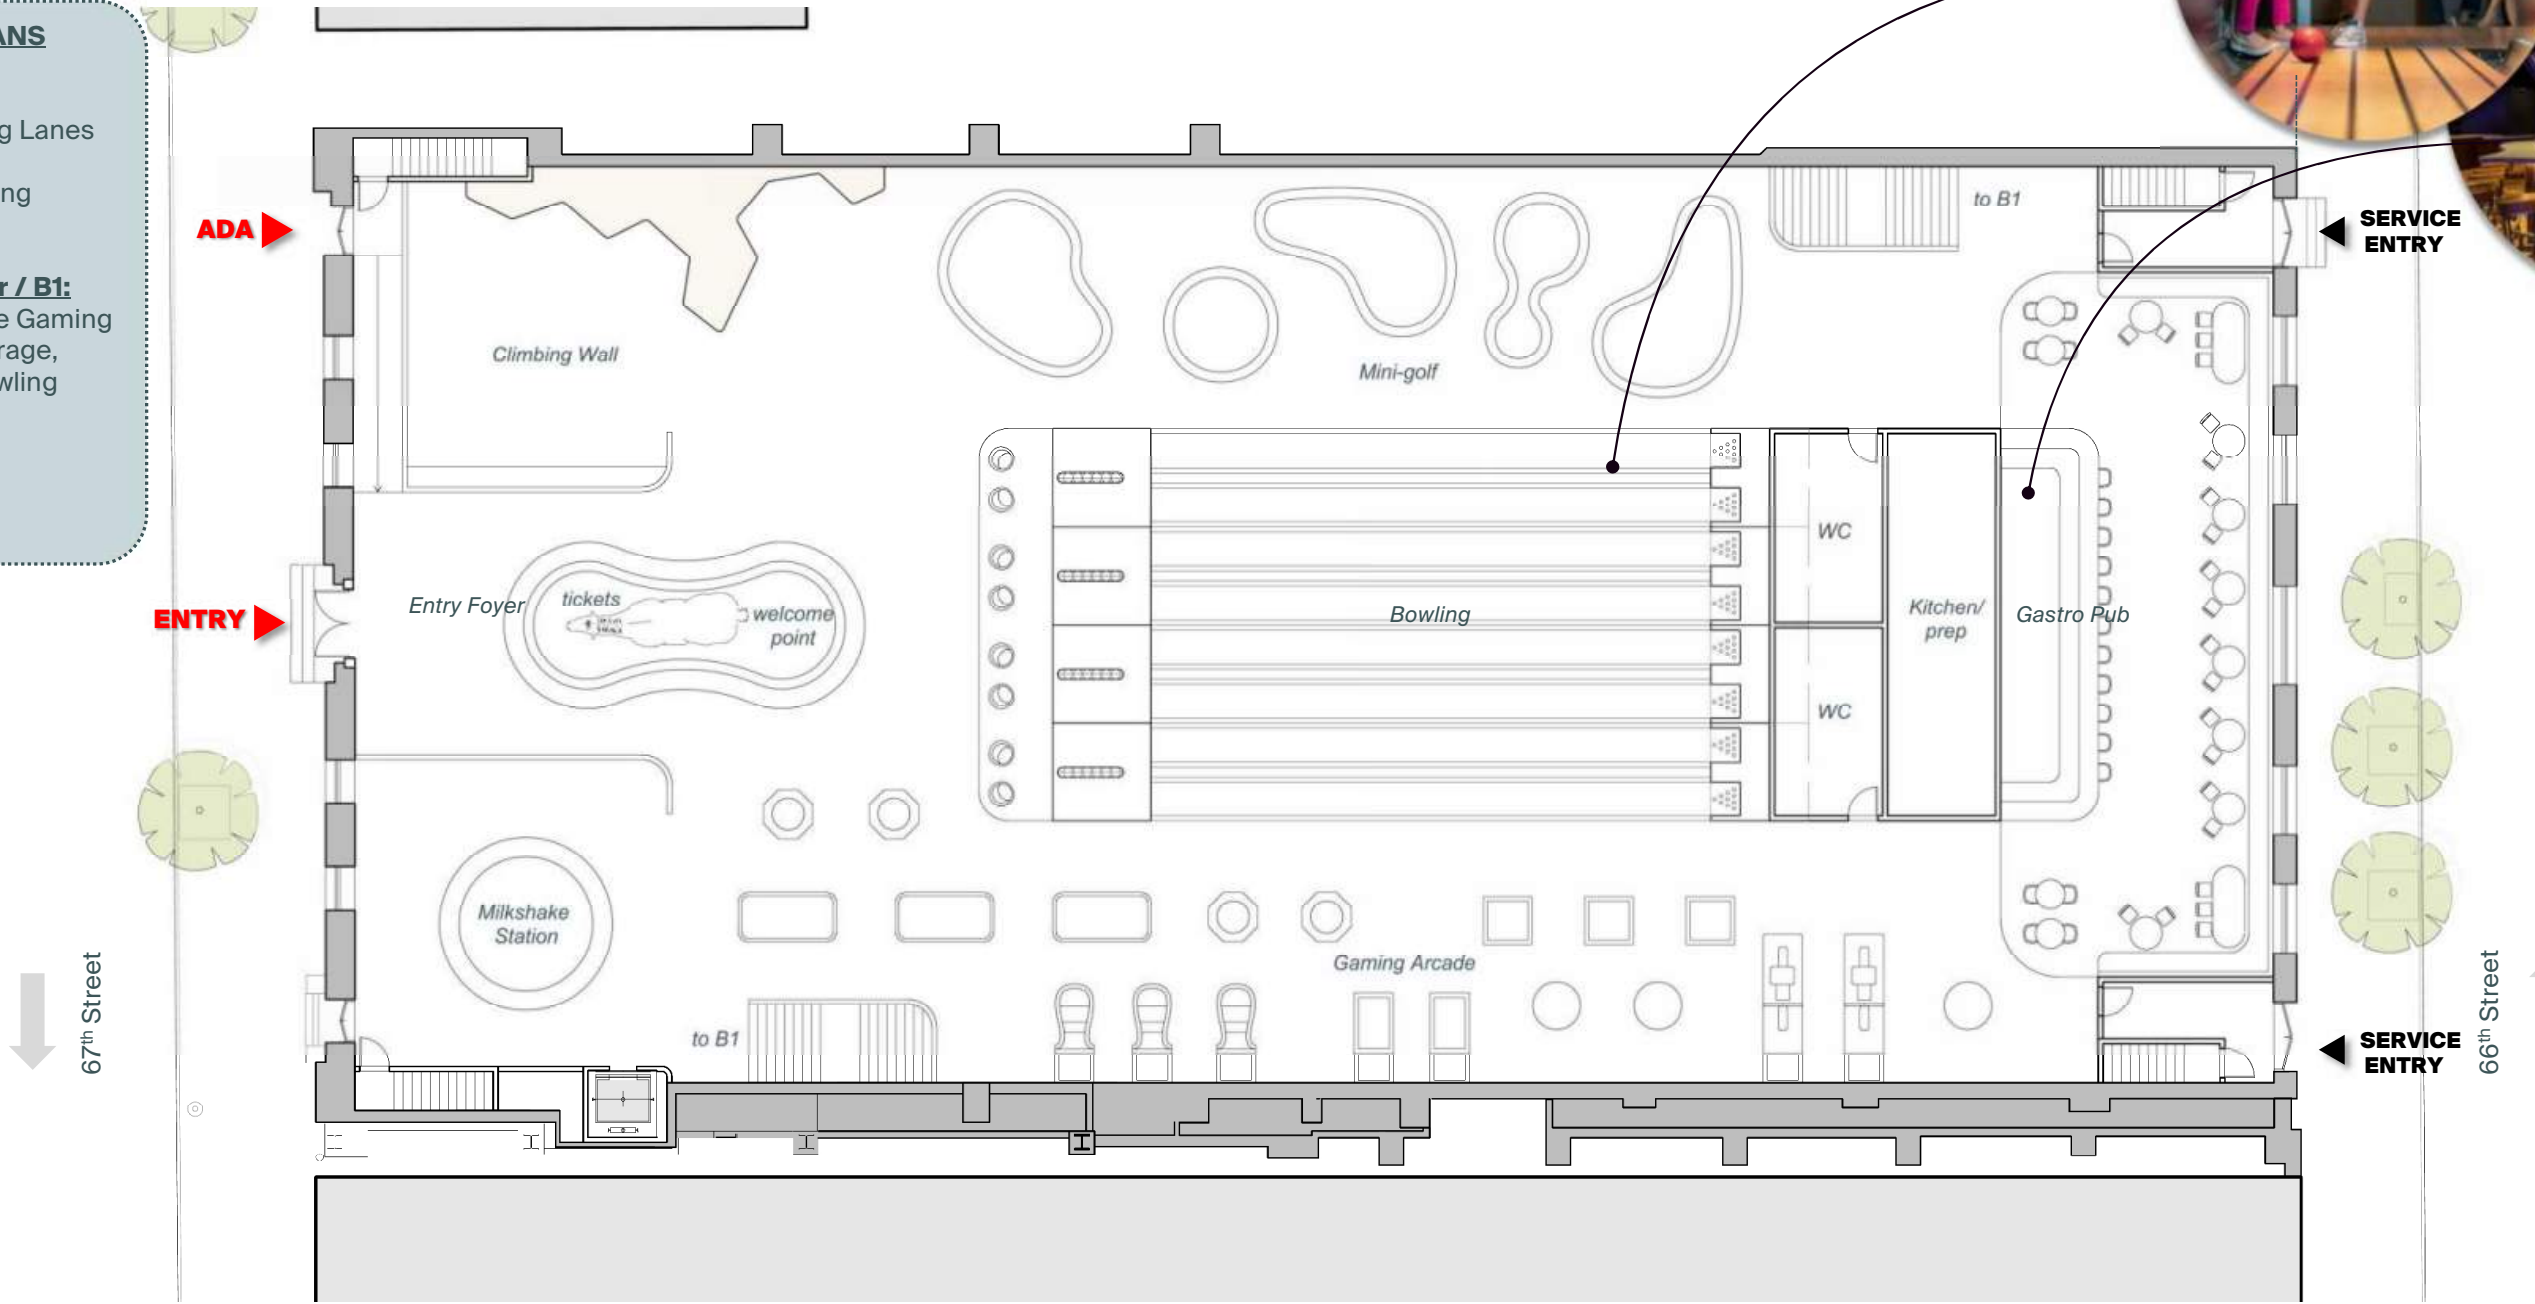 ANS
g Lanes
ing
r / B1:
e Gaming
rage,
wling
ADA
ENTRY
67th Street
Climbing Wall
Mini-golf
to B1
SERVICE
ENTRY
Entry Foyer
tickets
welcome
point
Bowling
WC
WC
Kitchen/
prep
Gastro Pub
Milkshake
Station
Gaming Arcade
to B1
SERVICE
ENTRY
66th Street